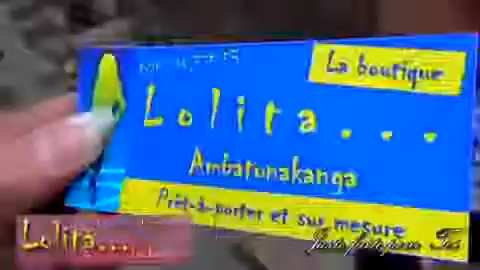 La boutique
Lolita...
Ambatonakanga
Prêt-à-porter et sur mesure
Lolita....